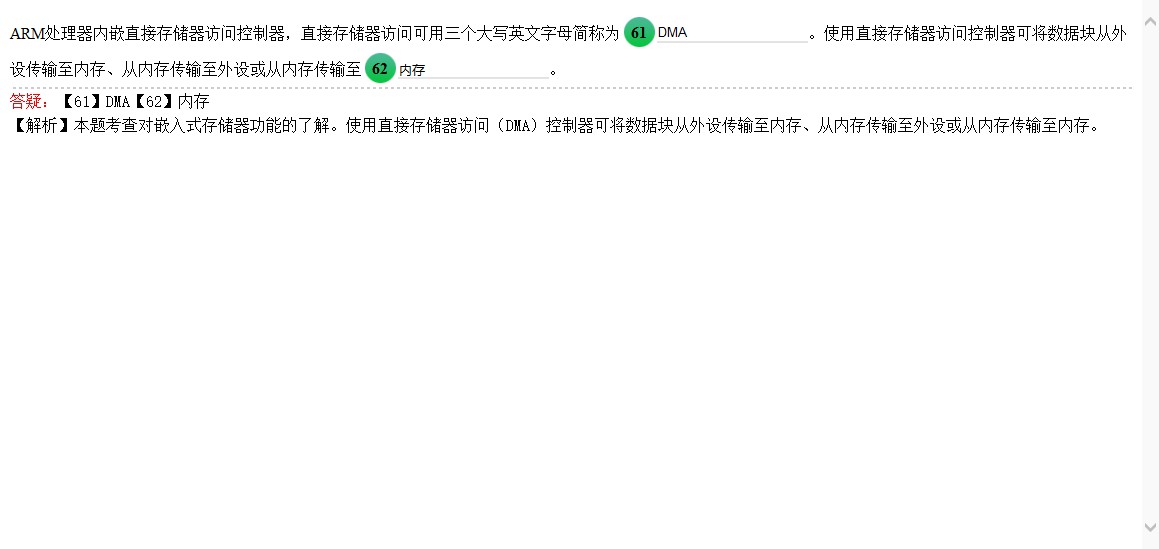 ARM处理器内嵌直接存储器访问控制器，直接存储器访问可用三个大写英文字母简称为 61 DMA 。使用直接存储器访问控制器可将数据块从外
设传输至内存、从内存传输至外设或从内存传输至 62 内存 。
答疑：【61】DMA【62】内存
【解析】本题考查对嵌入式存储器功能的了解。使用直接存储器访问（DMA）控制器可将数据块从外设传输至内存、从内存传输至外设或从内存传输至内存。